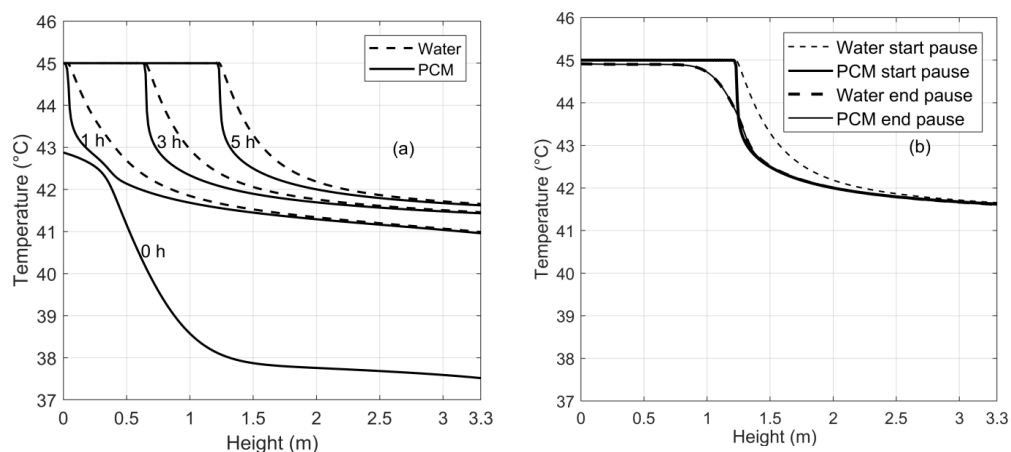 46
45
44
43
42
41
40
39
38
37
0
0.5
1
1.5
2
2.5
3
3.3
Temperature (°C)
Height (m)
Water
PCM
1 h
3 h
5 h
0 h
(a)
46
45
44
43
42
41
40
39
38
37
0
0.5
1
1.5
2
2.5
3
3.3
Temperature (°C)
Height (m)
Water start pause
PCM start pause
Water end pause
PCM end pause
(b)